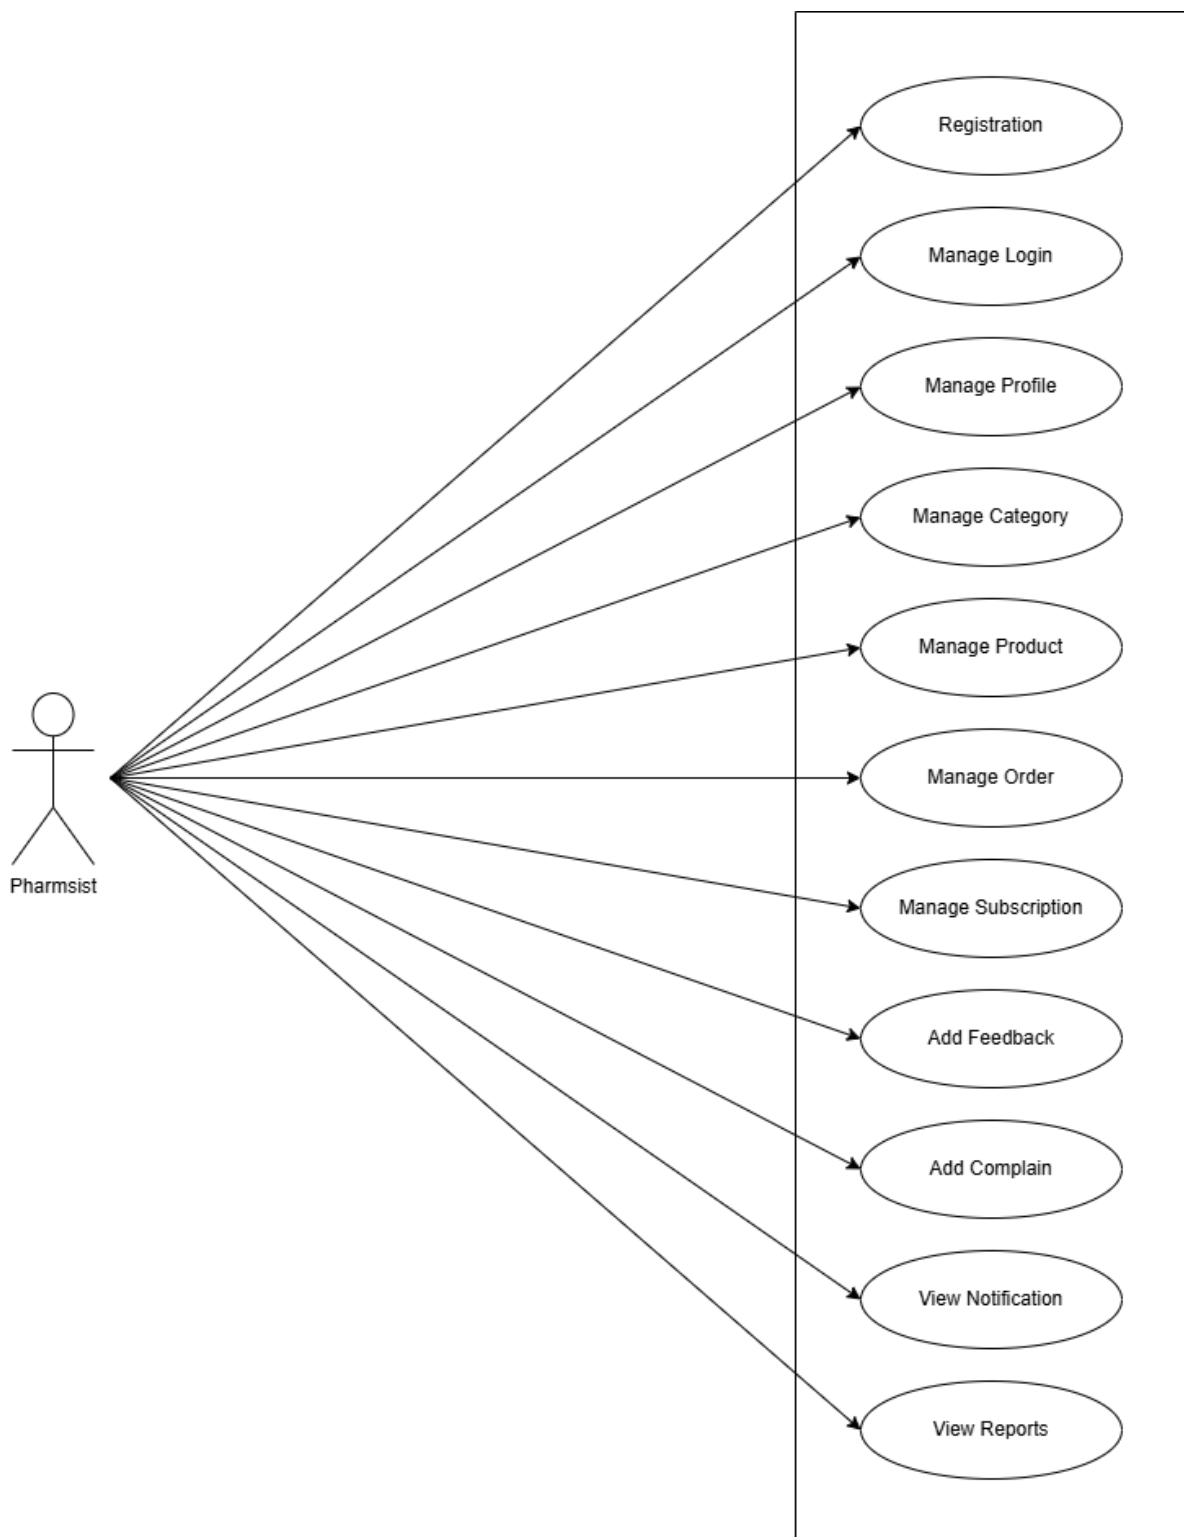 Registration
Manage Login
Manage Profile
Manage Category
Manage Product
Manage Order
Pharmsist
Manage Subscription
Add Feedback
Add Complain
View Notification
View Reports